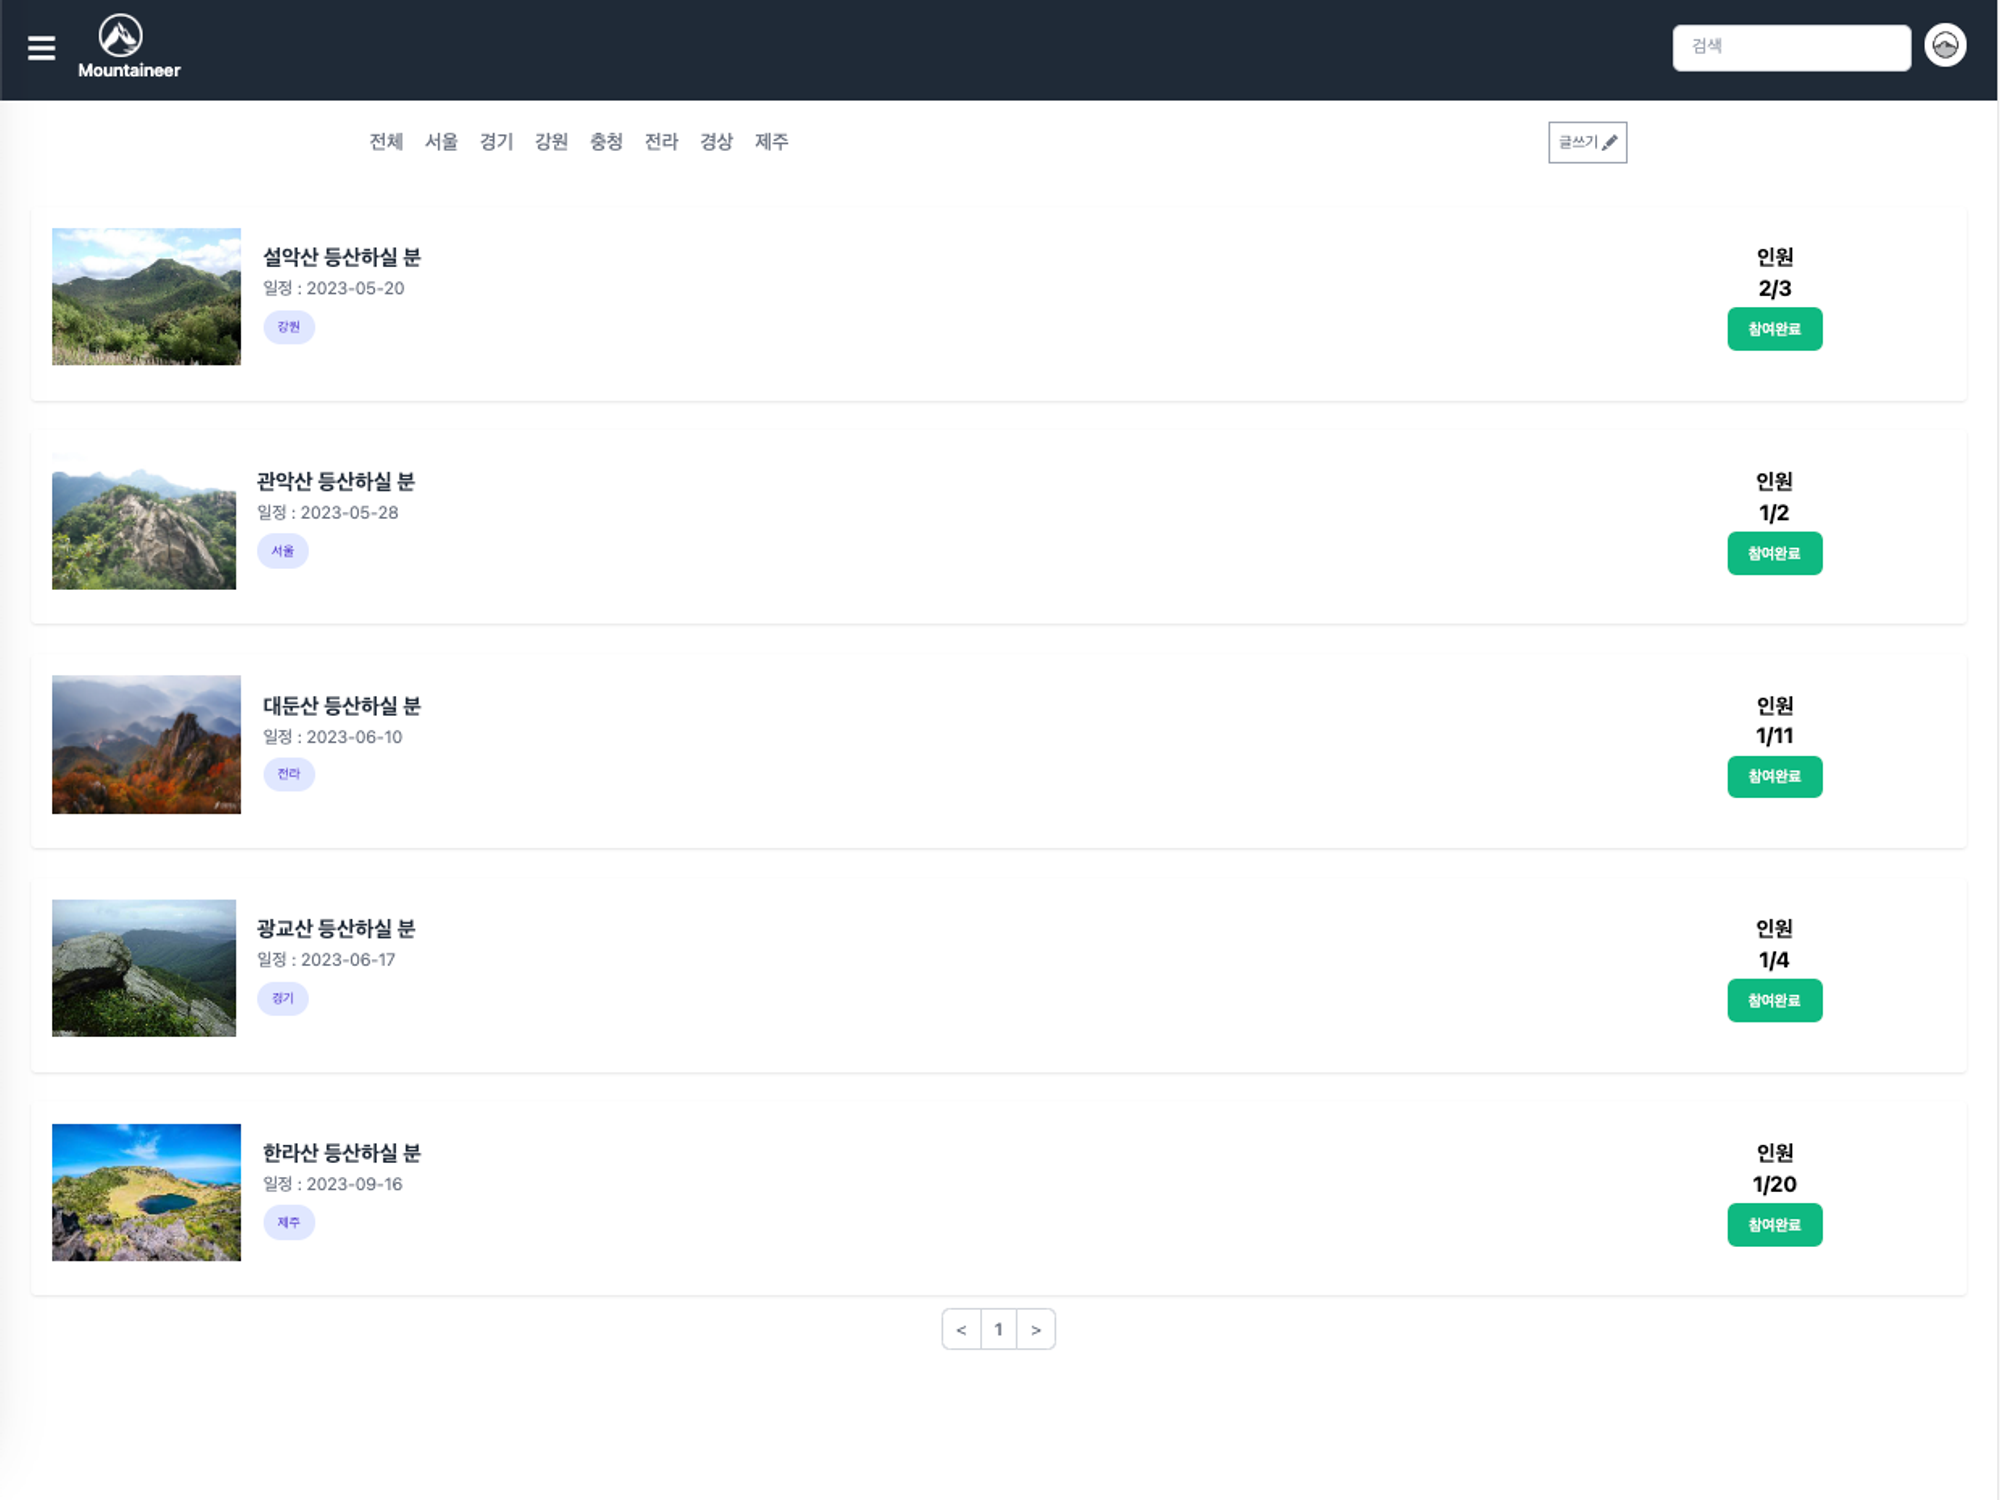 Mountaineer
검색
전체 서울 경기 강원 충청 전라 경상 제주
글쓰기
설악산 등산하실 분
일정 : 2023-05-20
강원
인원
2/3
참여완료
관악산 등산하실 분
일정 : 2023-05-28
서울
인원
1/2
참여완료
대둔산 등산하실 분
일정 : 2023-06-10
전라
인원
1/11
참여완료
광교산 등산하실 분
일정 : 2023-06-17
경기
인원
1/4
참여완료
한라산 등산하실 분
일정 : 2023-09-16
제주
인원
1/20
참여완료
< 1 >